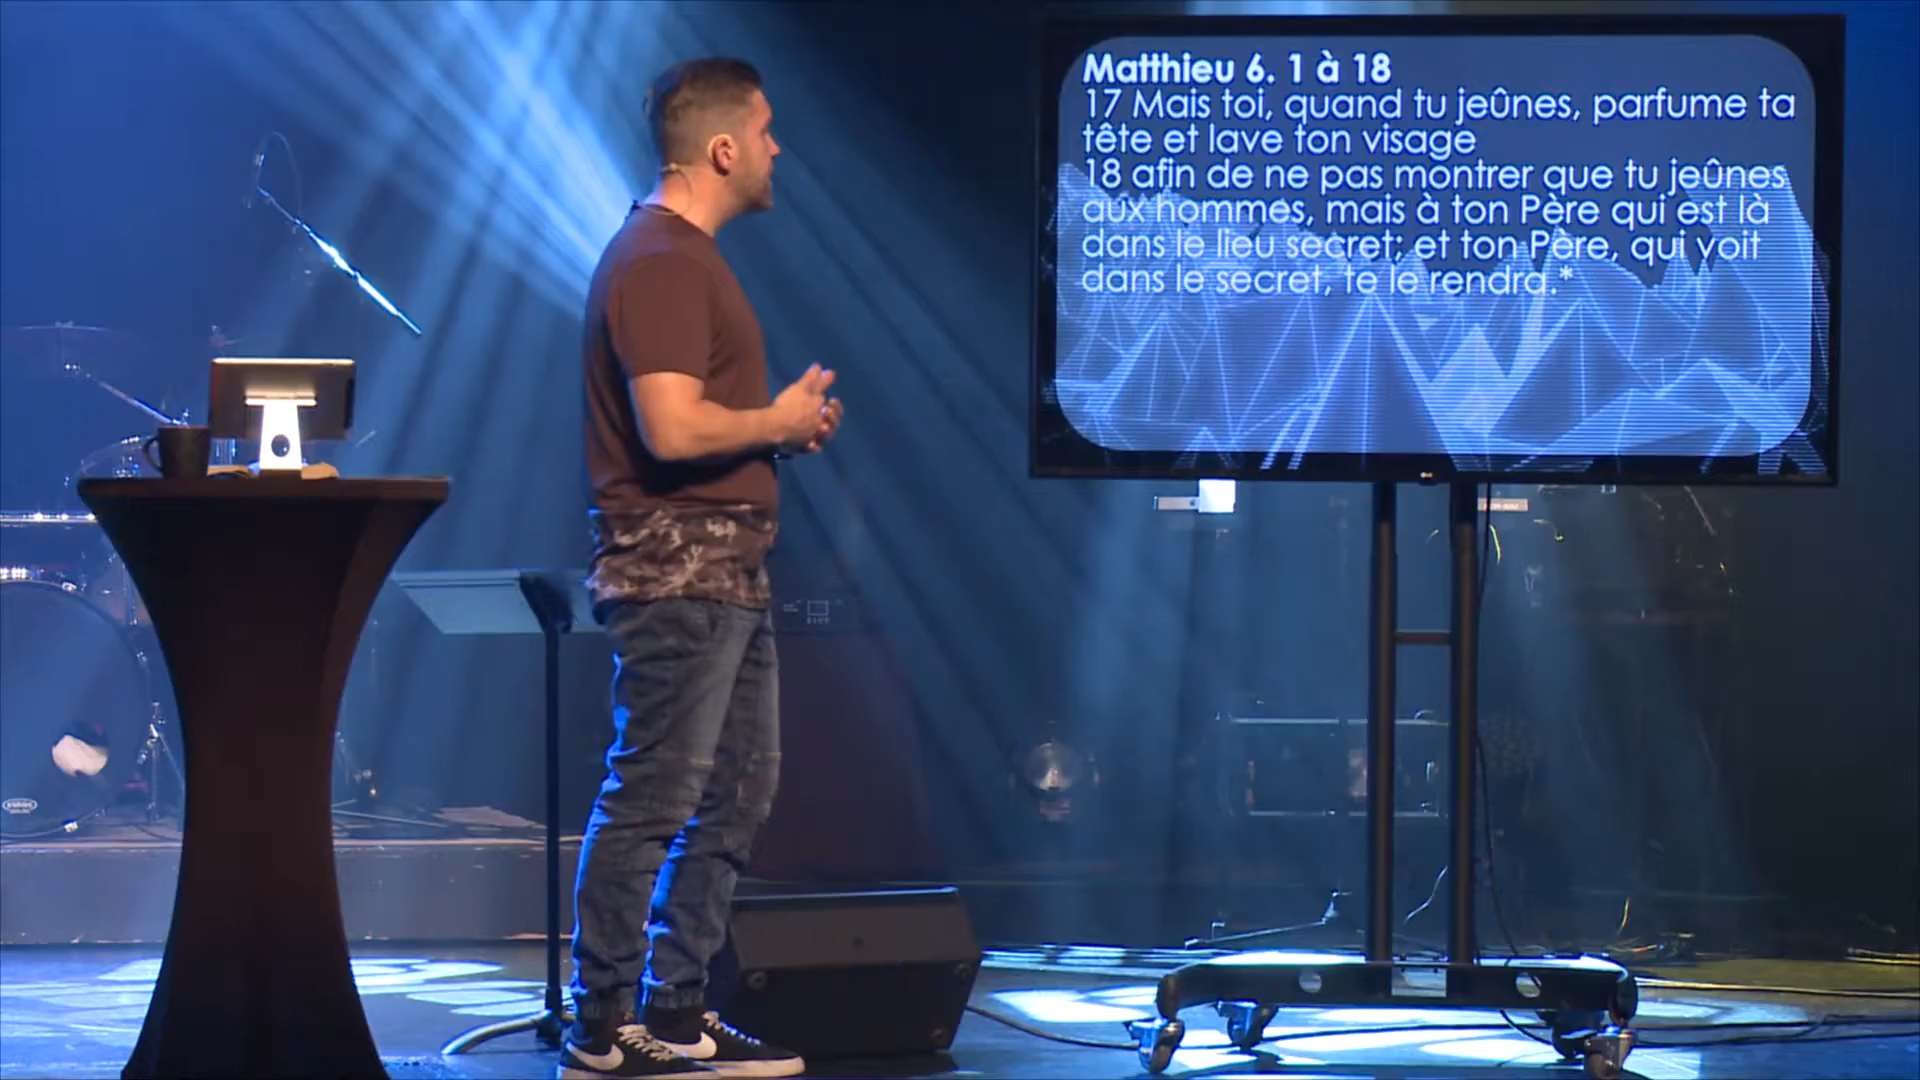 Matthieu 6. 1 à 18
17 Mais toi, quand tu jeûnes, parfume ta
tête et lave ton visage
18 afin de ne pas montrer que tu jeûnes
aux hommes, mais à ton Père qui est là
dans le lieu secret; et ton Père, qui voit
dans le secret, te le rendra.*